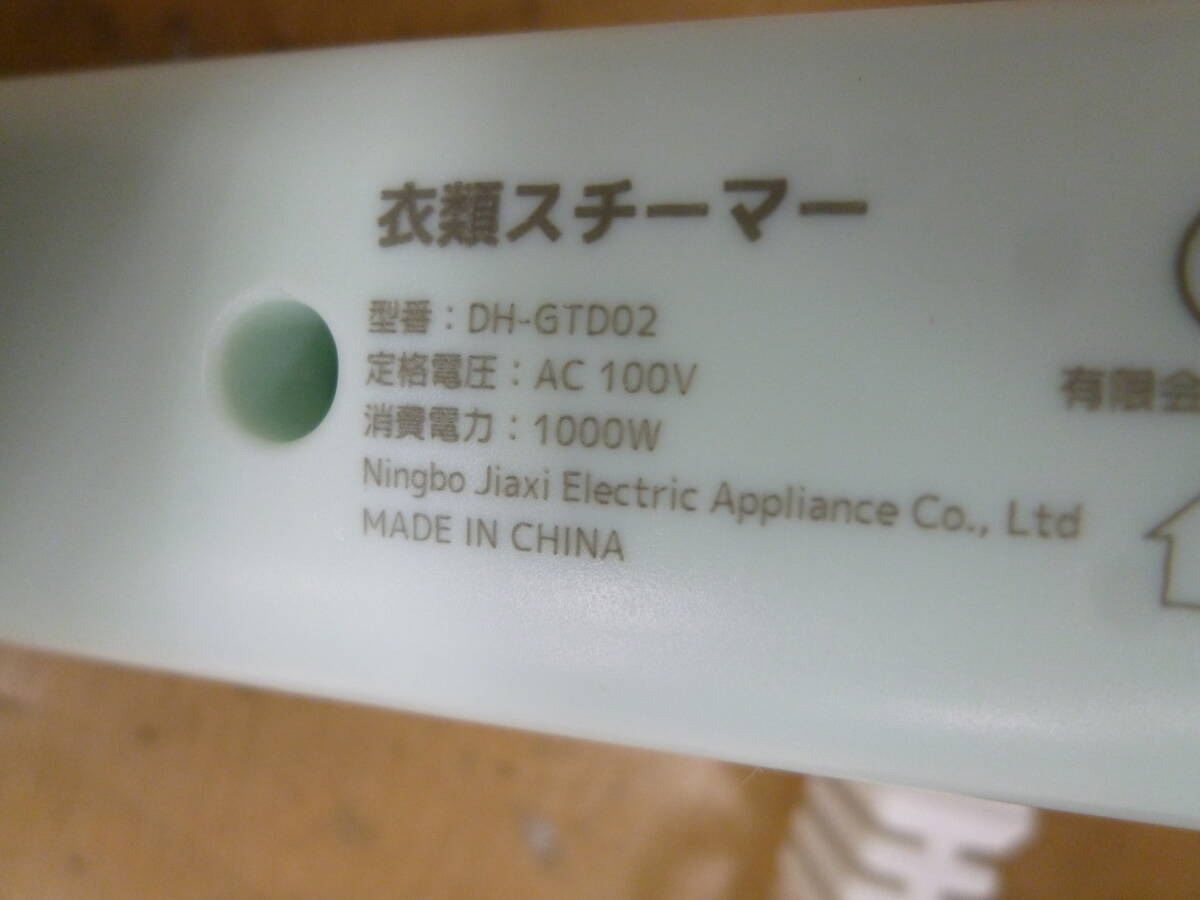 衣類スチーマー
型番：DH-GTD02
定格電圧：AC 100V
消費電力：1000W
Ningbo Jiaxi Electric Appliance Co., Ltd
MADE IN CHINA
有限会